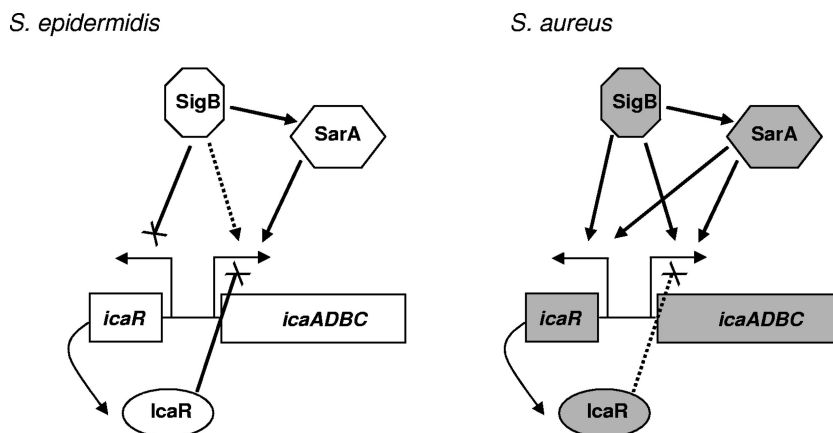 S. epidermidis
SigB
SarA
icaR
icaADBC
IcaR
S. aureus
SigB
SarA
icaR
icaADBC
IcaR